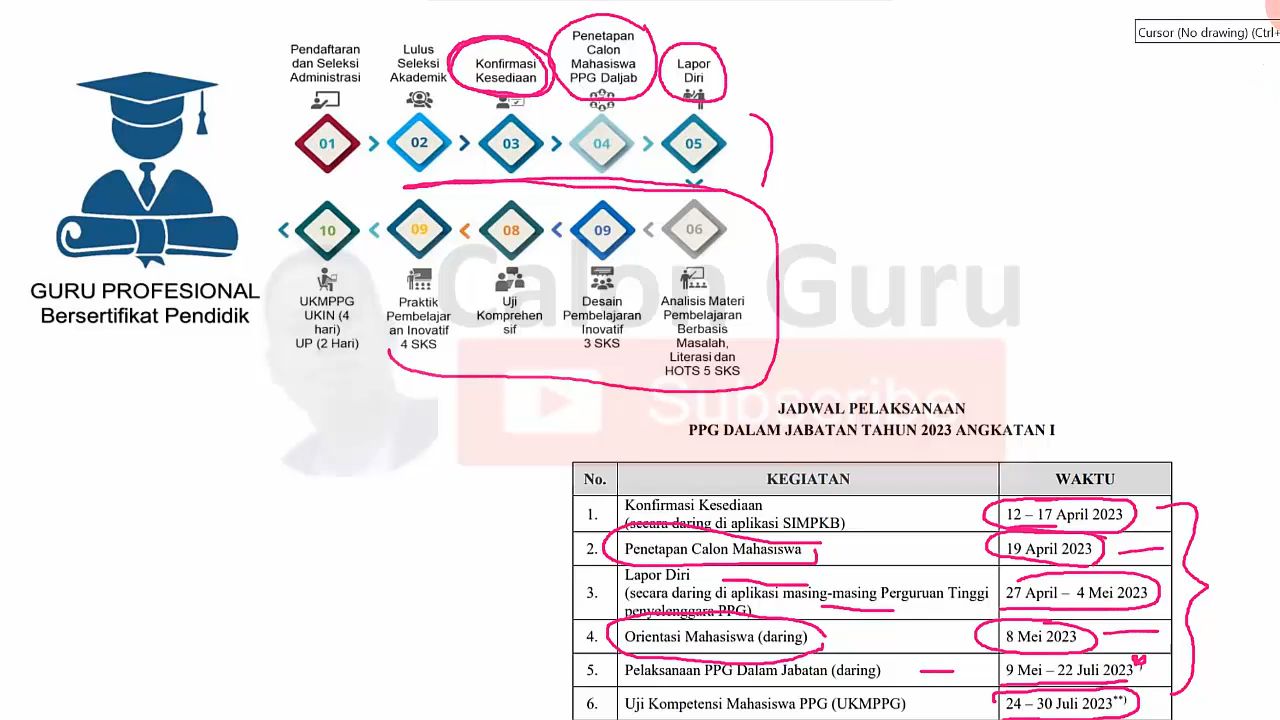 Cursor (No drawing) (Ctrl+
Pendaftaran
dan Seleksi
Administrasi
Lulus
Seleksi
Akademik
Konfirmasi
Kesediaan
Penetapan
Calon
Mahasiswa
PPG Daljab
Lapor
Diri
01
02
03
04
05
10
09
08
09
06
UKMPPG
UKIN (4
hari)
UP (2 Hari)
Praktik
Pembelajar
an Inovatif
4 SKS
Uji
Komprehen
sif
Desain
Pembelajaran
Inovatif
3 SKS
Analisis Materi
Pembelajaran
Berbasis
Masalah,
Literasi dan
HOTS 5 SKS
GURU PROFESIONAL
Bersertifikat Pendidik
Calon Guru
Subscribe
JADWAL PELAKSANAAN
PPG DALAM JABATAN TAHUN 2023 ANGKATAN I
No. KEGIATAN WAKTU
1. Konfirmasi Kesediaan
(secara daring di aplikasi SIMPKB) 12 – 17 April 2023
2. Penetapan Calon Mahasiswa 19 April 2023
3. Lapor Diri
(secara daring di aplikasi masing-masing Perguruan Tinggi
penyelenggara PPG) 27 April – 4 Mei 2023
4. Orientasi Mahasiswa (daring) 8 Mei 2023
5. Pelaksanaan PPG Dalam Jabatan (daring) 9 Mei – 22 Juli 2023*)
6. Uji Kompetensi Mahasiswa PPG (UKMPPG) 24 – 30 Juli 2023**)